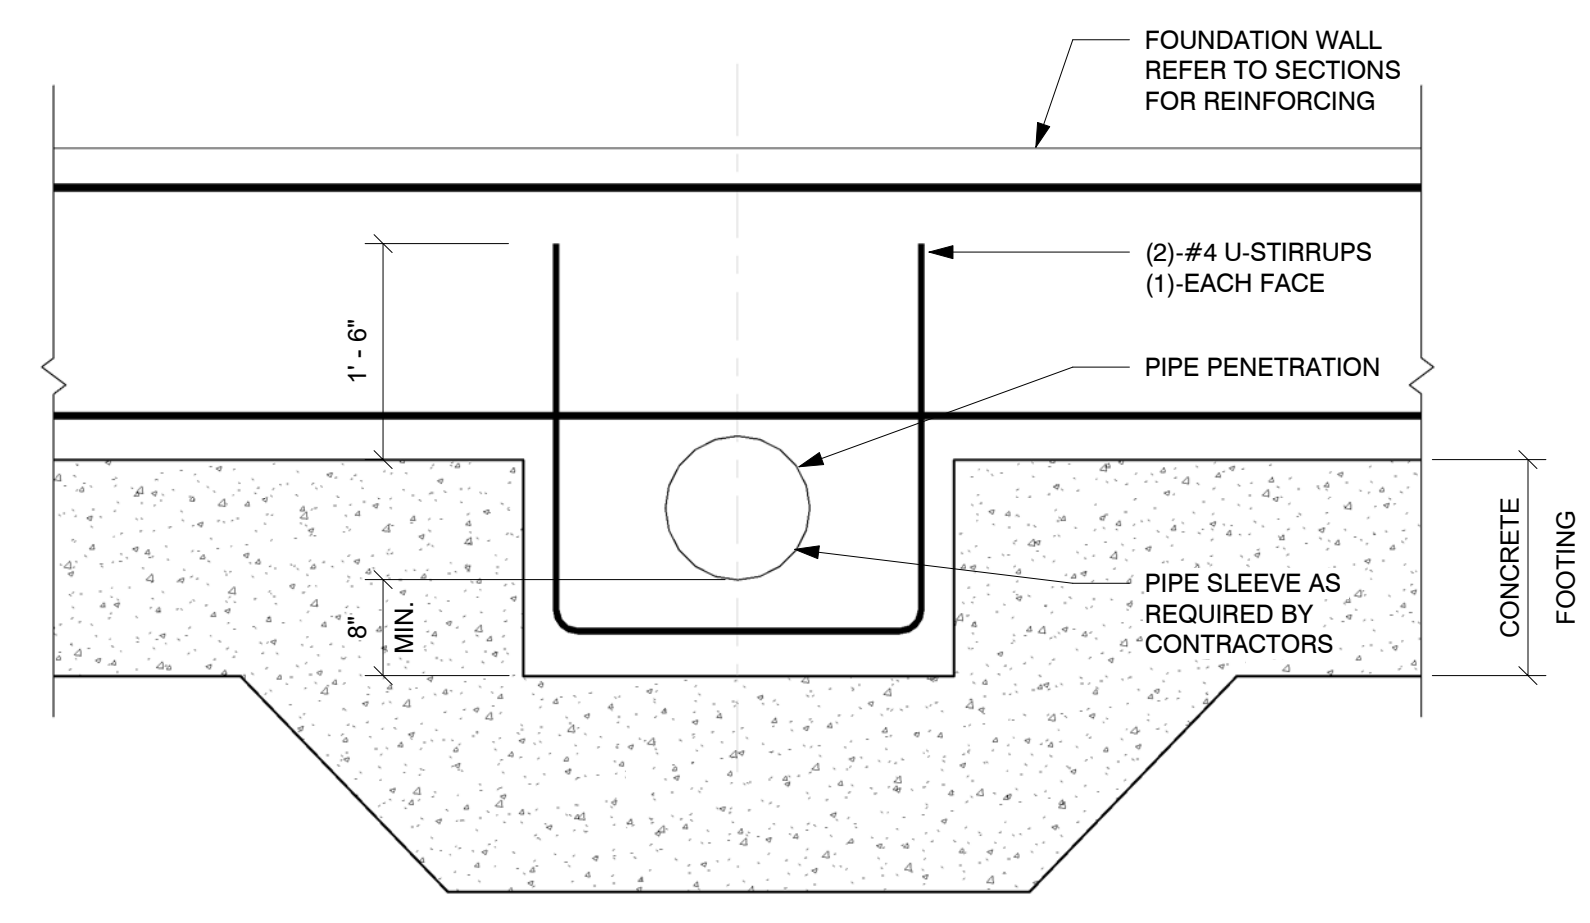 FOUNDATION WALL
REFER TO SECTIONS
FOR REINFORCING
(2)-#4 U-STIRRUPS
(1)-EACH FACE
1' - 6"
PIPE PENETRATION
PIPE SLEEVE AS
REQUIRED BY
CONTRACTORS
8"
MIN.
CONCRETE
FOOTING